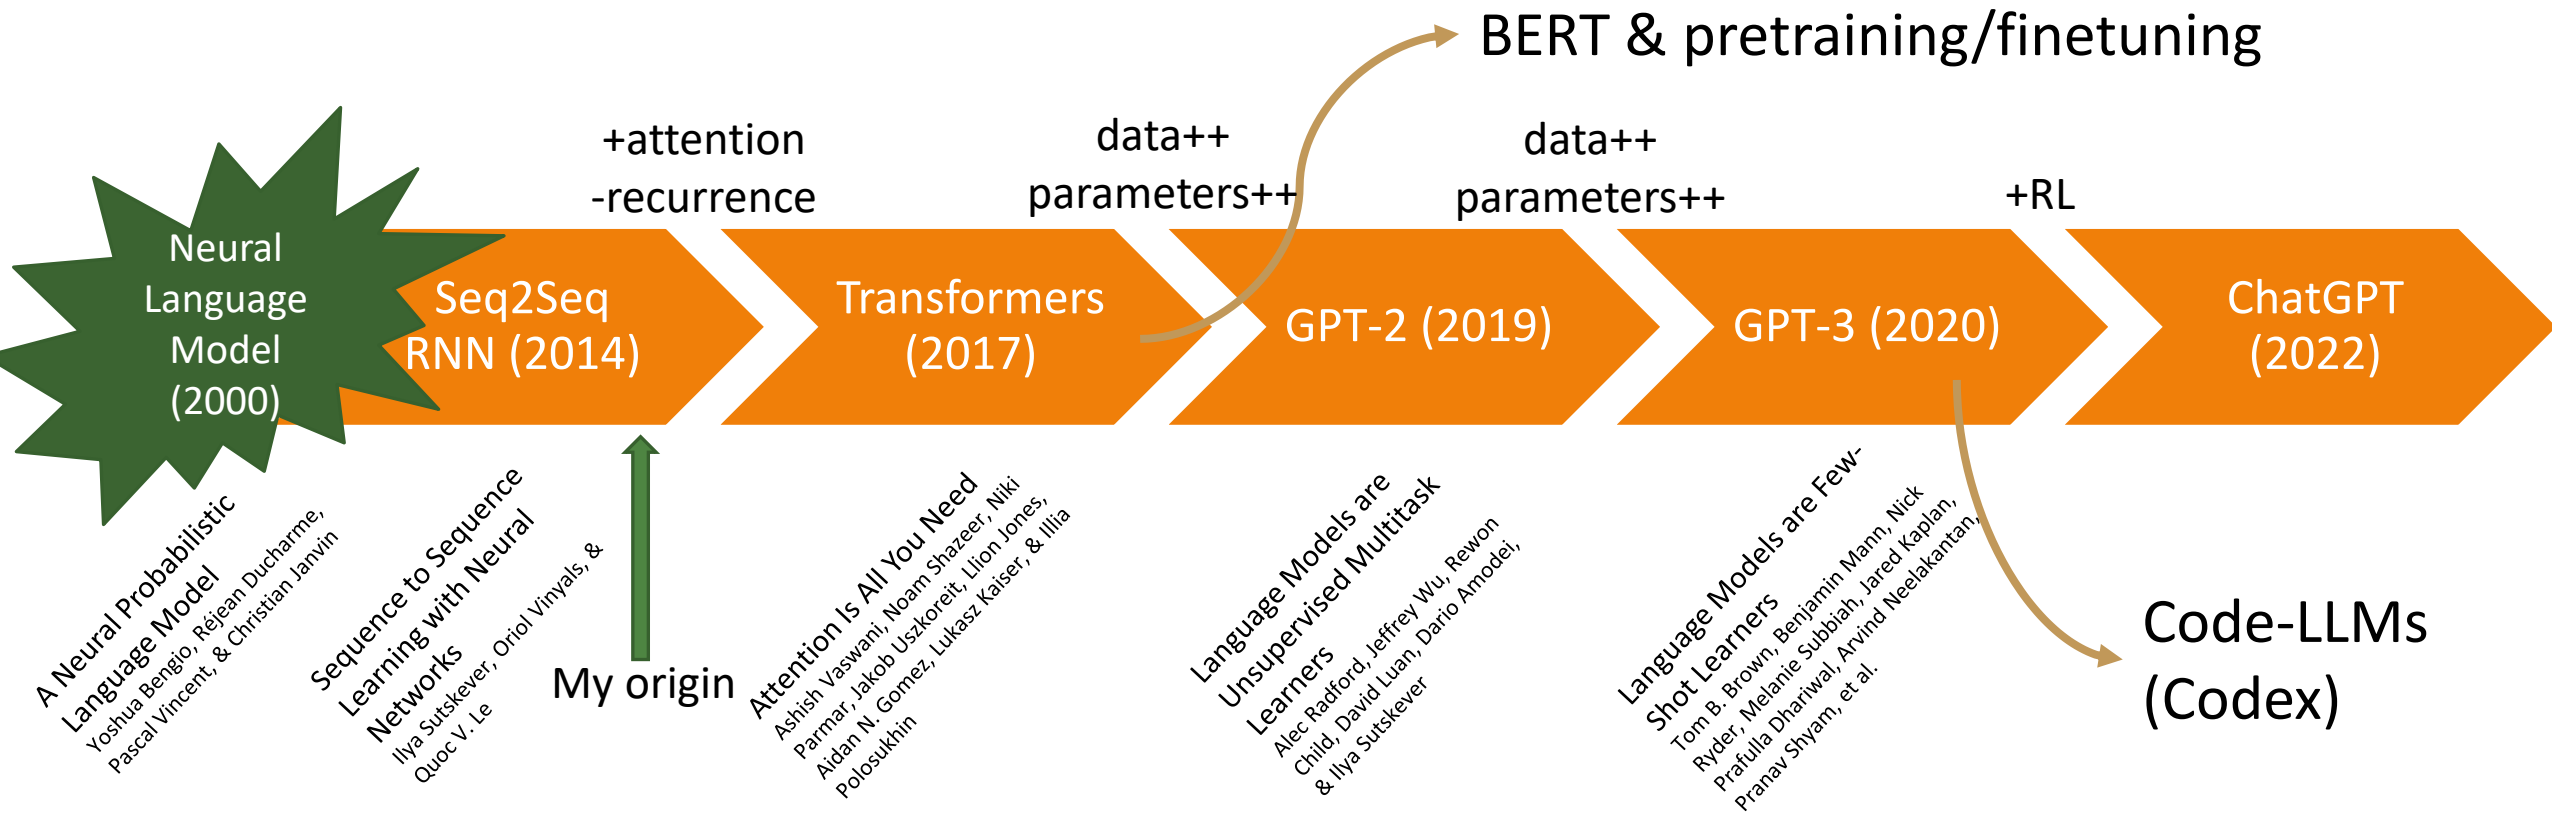 BERT & pretraining/finetuning
+attention
-recurrence
data++
parameters++
data++
parameters++
+RL
Neural
Language
Model
(2000)
Seq2Seq
RNN (2014)
Transformers
(2017)
GPT-2 (2019)
GPT-3 (2020)
ChatGPT
(2022)
A Neural Probabilistic
Language Model
Yoshua Bengio, Réjean Ducharme,
Pascal Vincent, & Christian Janvin
Sequence to Sequence
Learning with Neural
Networks
Ilya Sutskever, Oriol Vinyals, &
Quoc V. Le
My origin
Attention Is All You Need
Ashish Vaswani, Noam Shazeer, Niki
Parmar, Jakob Uszkoreit, Llion Jones,
Aidan N. Gomez, Lukasz Kaiser, & Illia
Polosukhin
Language Models are
Unsupervised Multitask
Learners
Alec Radford, Jeffrey Wu, Rewon
Child, David Luan, Dario Amodei,
& Ilya Sutskever
Language Models are Few-
Shot Learners
Tom B. Brown, Benjamin Mann, Nick
Ryder, Melanie Subbiah, Jared Kaplan,
Prafulla Dhariwal, Arvind Neelakantan,
Pranav Shyam, et al.
Code-LLMs
(Codex)